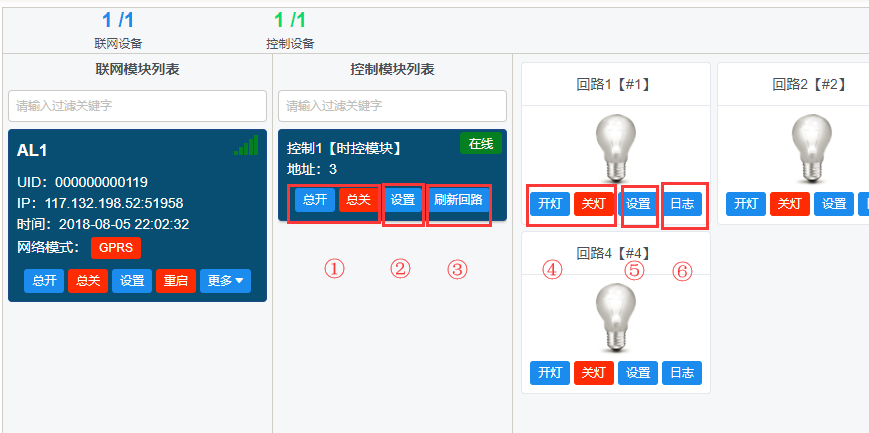 1 /1
联网设备
1 /1
控制设备
联网模块列表
请输入过滤关键字
AL1
UID：000000000119
IP：117.132.198.52:51958
时间：2018-08-05 22:02:32
网络模式： GPRS
总开 总关 设置 重启 更多
控制模块列表
请输入过滤关键字
控制1【时控模块】 在线
地址：3
总开 总关 设置 刷新回路
① ② ③
回路1【#1】
开灯 关灯 设置 日志
④ ⑤ ⑥
回路2【#2】
开灯 关灯 设置
回路4【#4】
开灯 关灯 设置 日志